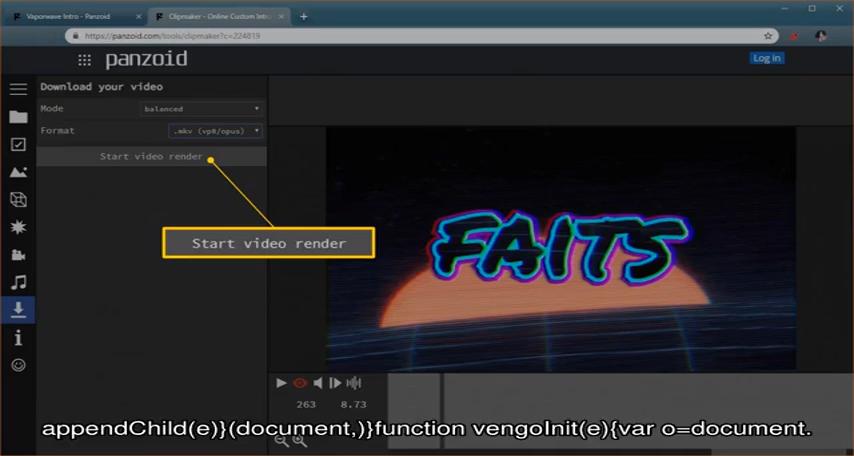 Vaporwave Intro - Panzoid
Clipmaker - Online Custom Intro
https://panzoid.com/tools/clipmaker?c=224819
panzoid
Log in
Download your video
Mode
balanced
Format
.mkv (vp8/opus)
Start video render
Start video render
FAITS
263
8.73
appendChild(e)}(document,)}function vengoInit(e){var o=document.